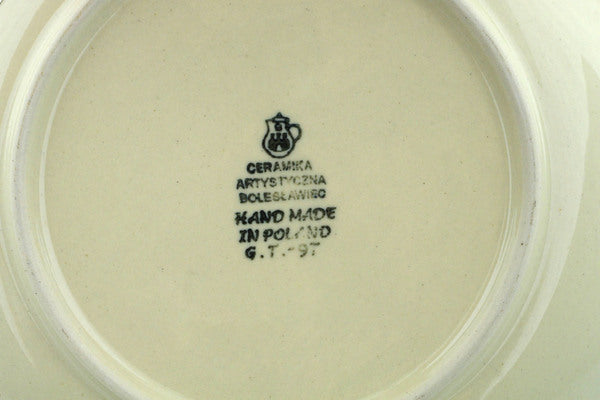 CERAMIKA
ARTYSTYCZNA
BOLESŁAWIEC
HAND MADE
IN POLAND
G.T.-97